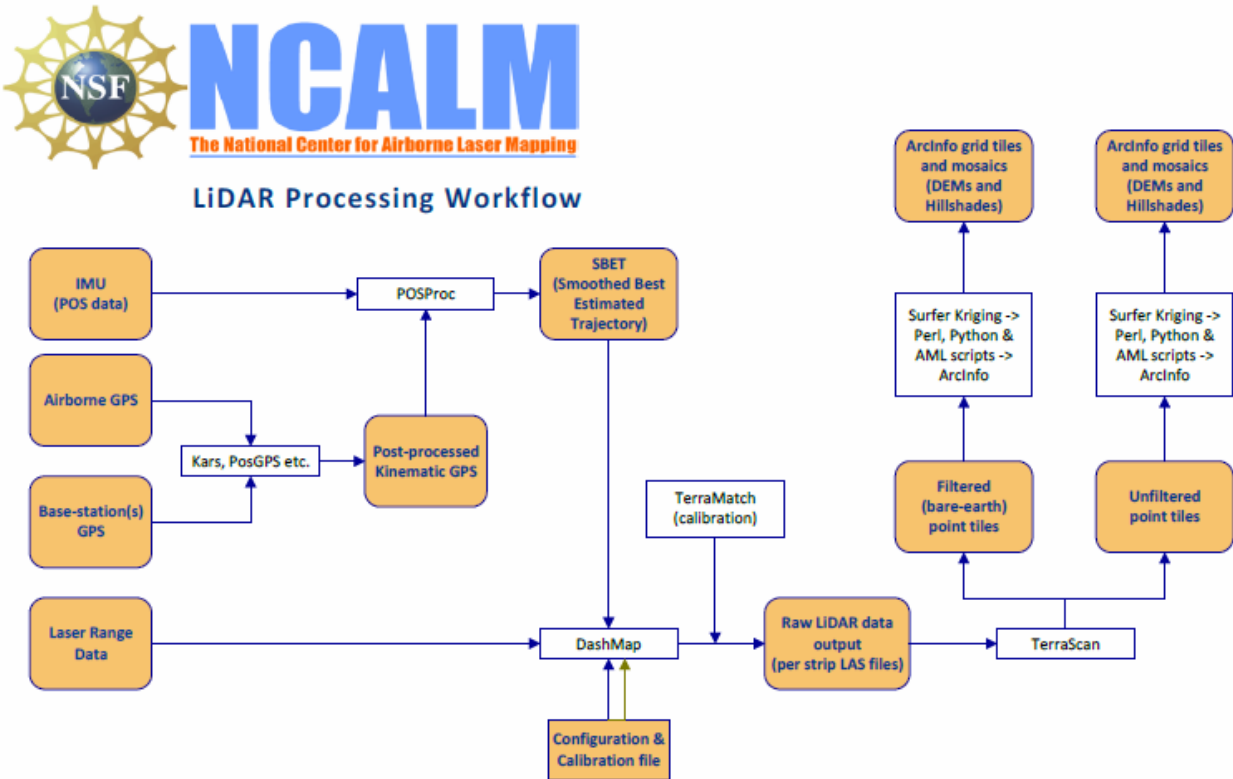 NSF
NCALM
The National Center for Airborne Laser Mapping
LiDAR Processing Workflow
IMU
(POS data)
POSProc
SBET
(Smoothed Best
Estimated
Trajectory)
Airborne GPS
Kars, PosGPS etc.
Post-processed
Kinematic GPS
Base-station(s)
GPS
Laser Range
Data
DashMap
TerraMatch
(calibration)
Configuration &
Calibration file
Raw LiDAR data
output
(per strip LAS files)
TerraScan
Filtered
(bare-earth)
point tiles
Unfiltered
point tiles
Surfer Kriging ->
Perl, Python &
AML scripts ->
ArcInfo
Surfer Kriging ->
Perl, Python &
AML scripts ->
ArcInfo
ArcInfo grid tiles
and mosaics
(DEMs and
Hillshades)
ArcInfo grid tiles
and mosaics
(DEMs and
Hillshades)